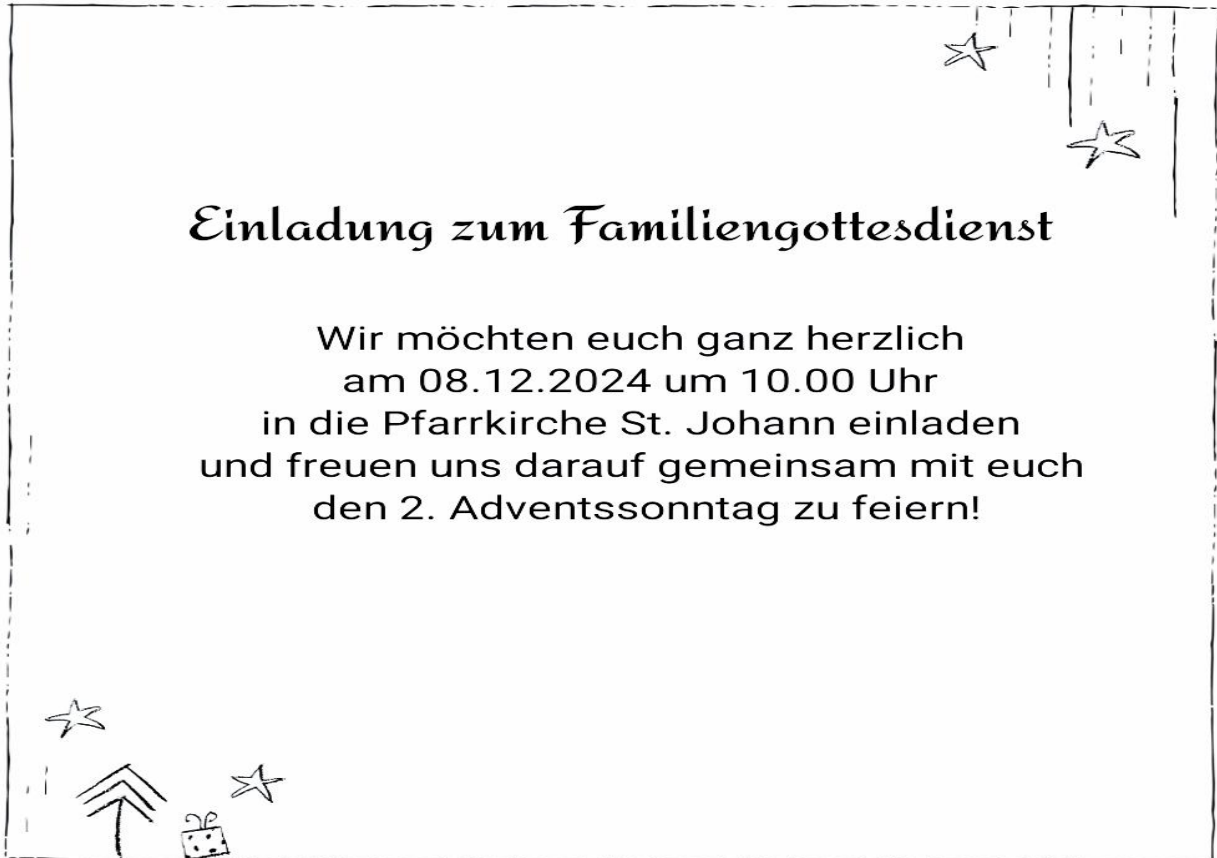 Einladung zum Familiengottesdienst
Wir möchten euch ganz herzlich
am 08.12.2024 um 10.00 Uhr
in die Pfarrkirche St. Johann einladen
und freuen uns darauf gemeinsam mit euch
den 2. Adventssonntag zu feiern!